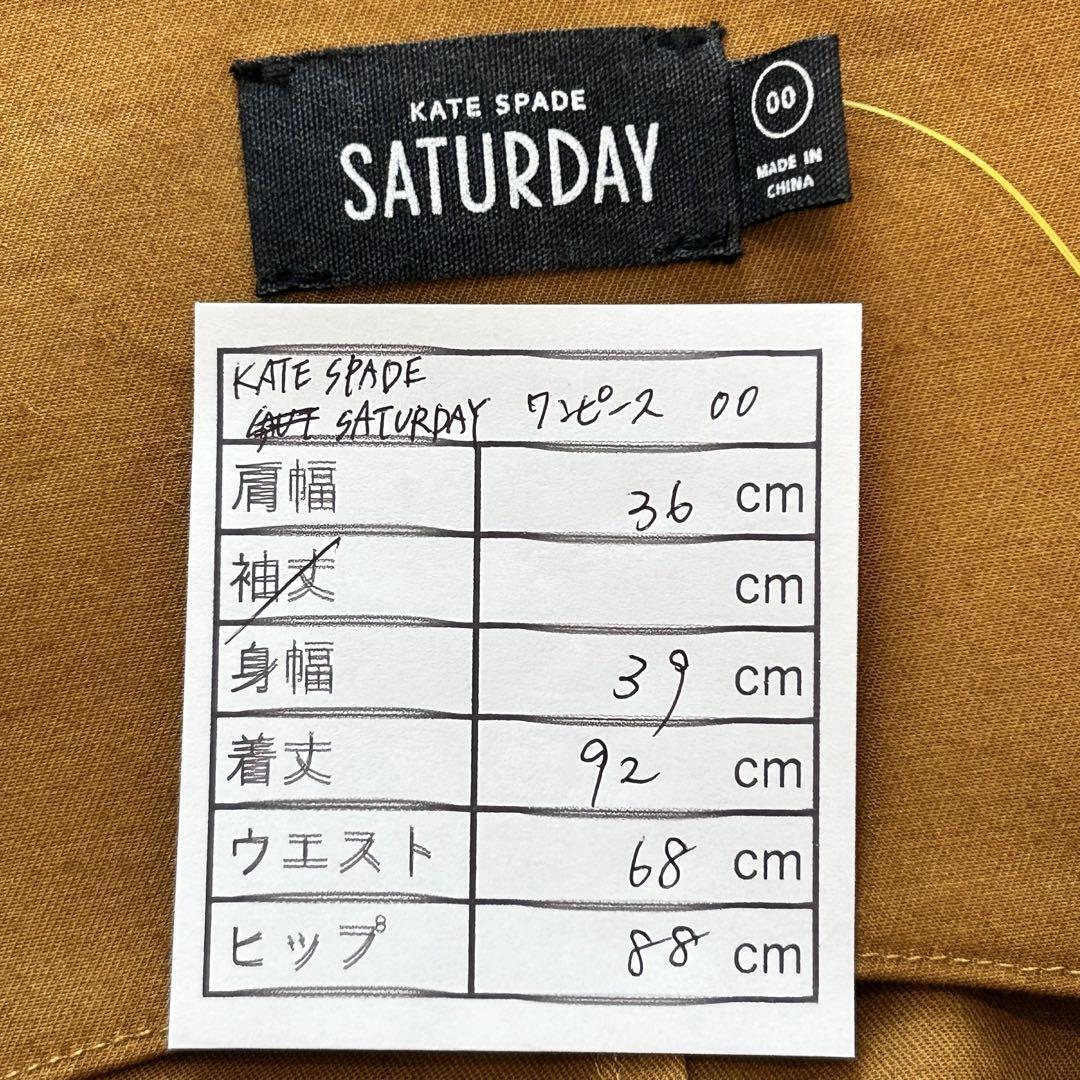 KATE SPADE
SATURDAY
00
MADE IN
CHINA
KATE SPADE
SATURDAY ワンピース 00
肩幅 36 cm
袖丈 cm
身幅 39 cm
着丈 92 cm
ウエスト 68 cm
ヒップ 88 cm